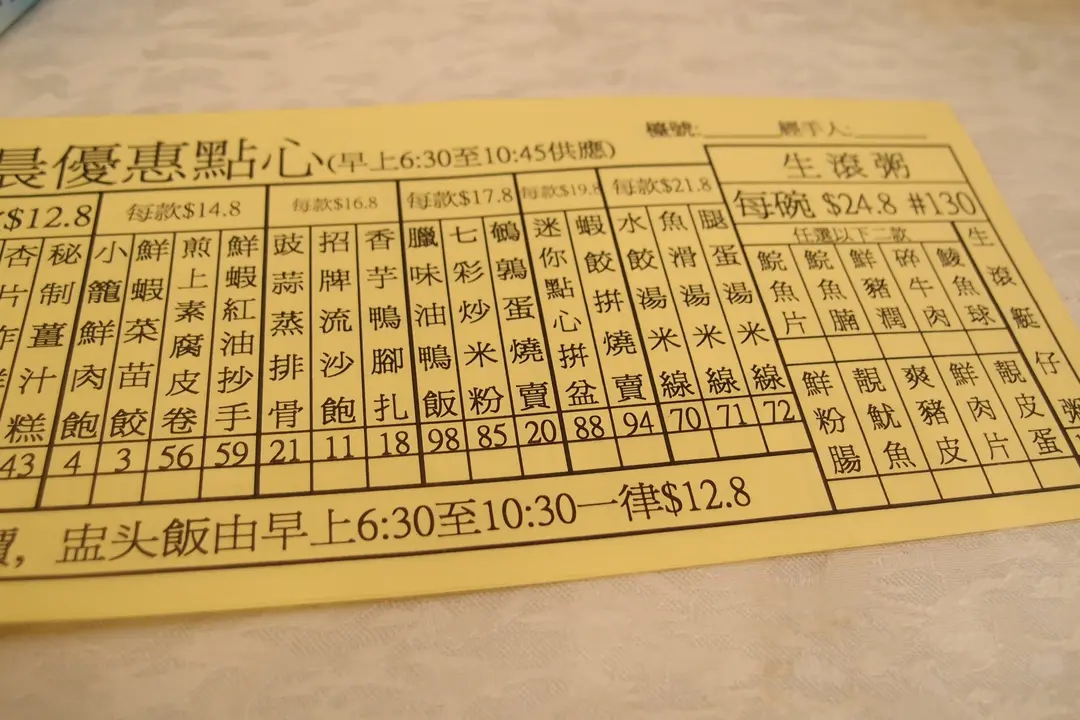 檯號:______經手人:______
晨優惠點心(早上6:30至10:45供應)
$12.8
秘制薑汁糕 43
每款$14.8
小籠鮮肉飽 4
鮮蝦菜苗餃 3
煎上素腐皮卷 56
鮮蝦紅油抄手 59
每款$16.8
豉蒜蒸排骨 21
招牌流沙飽 11
香芋鴨腳扎 18
每款$17.8
臘味油鴨飯 98
七彩炒米粉 85
鵪鶉蛋燒賣 20
每款$19.8
迷你點心拼盆 88
蝦餃拼燒賣 94
每款$21.8
水餃湯米線 70
魚滑湯米線 71
腿蛋湯米線 72
生滾粥
每碗 $24.8 #130
任選以下二款
鯇魚片
鯇魚腩
鮮豬潤
碎牛肉
鯪魚球
鮮粉腸
靚魷魚
爽豬皮
鮮肉片
靚皮蛋
生滾艇仔粥
價, 盅头飯由早上6:30至10:30一律$12.8